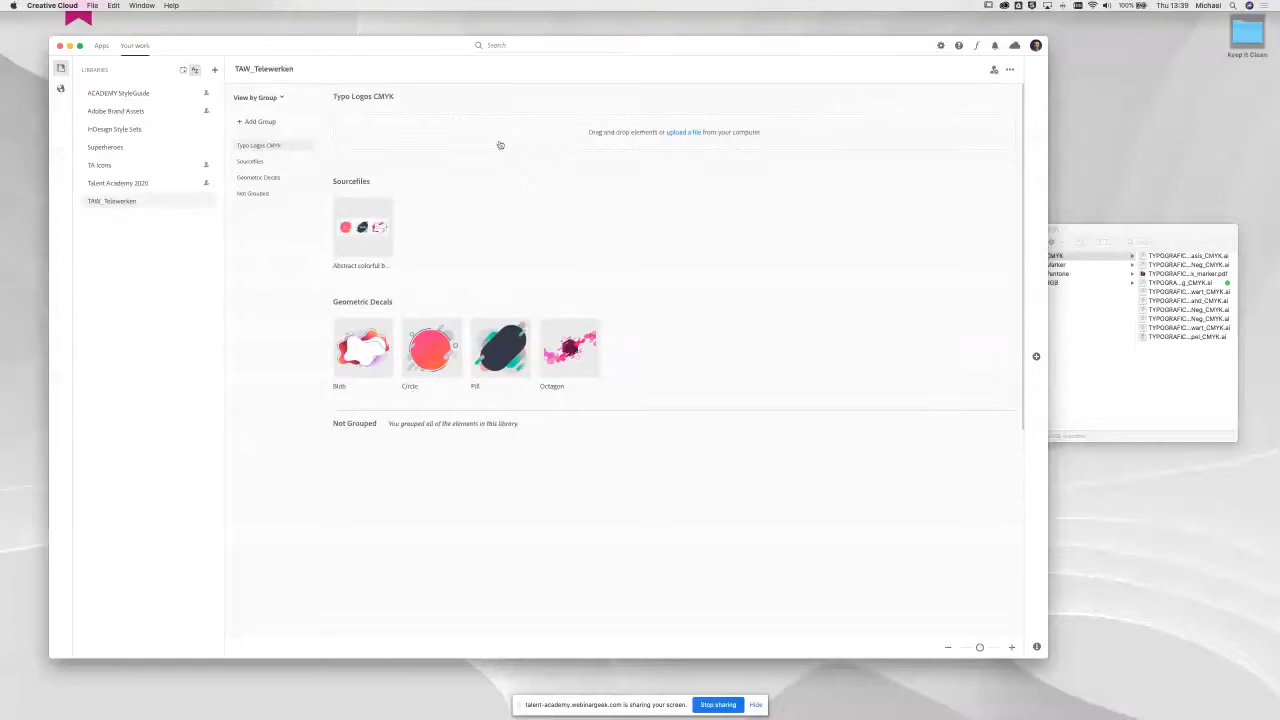 Creative Cloud File Edit Window Help
100% Thu 13:39 Michael
Keep It Clean
Apps Your work
Search
LIBRARIES
ACADEMY StyleGuide
Adobe Brand Assets
InDesign Style Sets
Superheroes
TA Icons
Talent Academy 2020
TAW_Telewerken
TAW_Telewerken
View by Group
+ Add Group
Typo Logos CMYK
Sourcefiles
Geometric Decals
Not Grouped
Typo Logos CMYK
Drag and drop elements or upload a file from your computer
Sourcefiles
Abstract colorful b...
Geometric Decals
Blob
Circle
Pill
Octagon
Not Grouped You grouped all of the elements in this library.
CMYK
Marker
Pantone
RGB
TYPOGRAFIC...asis_CMYK.ai
TYPOGRAFIC...Neg_CMYK.ai
TYPOGRAFIC...k_marker.pdf
TYPOGRA...g_CMYK.ai
TYPOGRAFIC...wart_CMYK.ai
TYPOGRAFIC...and_CMYK.ai
TYPOGRAFIC...Neg_CMYK.ai
TYPOGRAFIC...Neg_CMYK.ai
TYPOGRAFIC...wart_CMYK.ai
TYPOGRAFIC...pel_CMYK.ai
talent-academy.webinargeek.com is sharing your screen. Stop sharing Hide